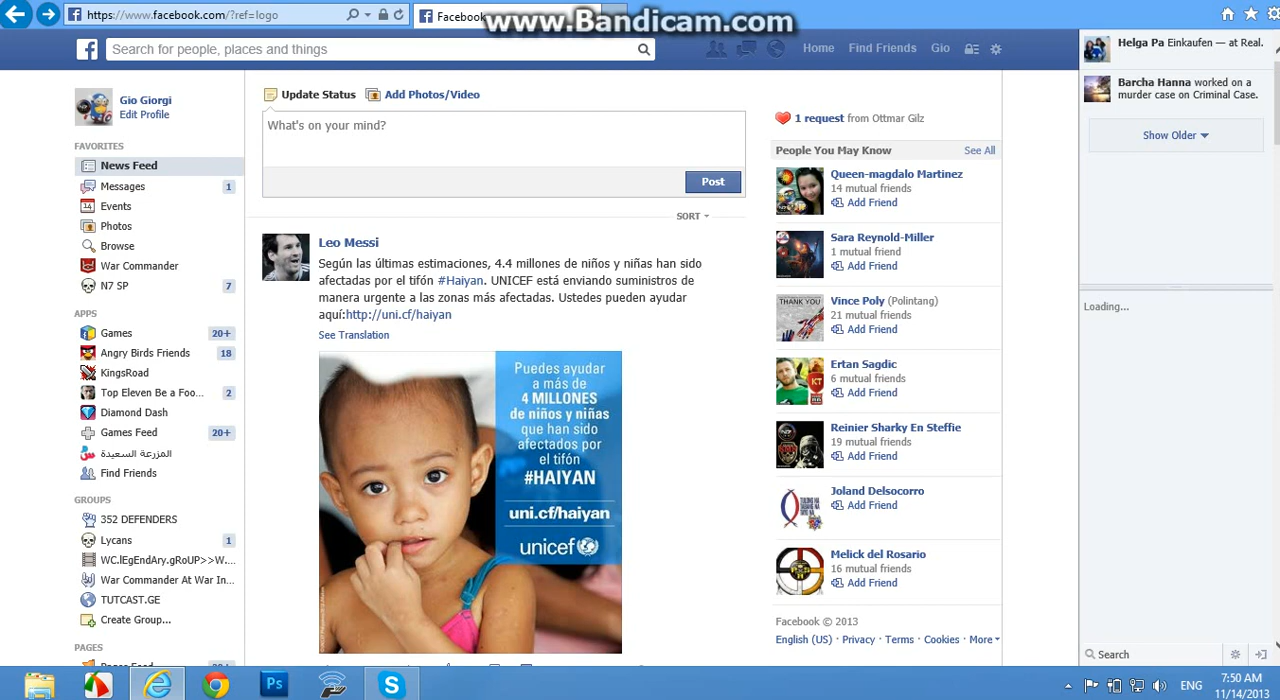 https://www.facebook.com/?ref=logo
Facebook
www.Bandicam.com
Search for people, places and things
Home
Find Friends
Gio
Gio Giorgi
Edit Profile
FAVORITES
News Feed
Messages 1
Events
Photos
Browse
War Commander
N7 SP 7
APPS
Games 20+
Angry Birds Friends 18
KingsRoad
Top Eleven Be a Foo... 2
Diamond Dash
Games Feed 20+
المزرعة السعيدة
Find Friends
GROUPS
352 DEFENDERS
Lycans 1
WC.lEgEndAry.gRoUP>>W...
War Commander At War In...
TUTCAST.GE
Create Group...
PAGES
Pages Feed 20+
Update Status
Add Photos/Video
What's on your mind?
Post
SORT
Leo Messi
Según las últimas estimaciones, 4.4 millones de niños y niñas han sido
afectadas por el tifón #Haiyan. UNICEF está enviando suministros de
manera urgente a las zonas más afectadas. Ustedes pueden ayudar
aquí:http://uni.cf/haiyan
See Translation
Puedes ayudar
a más de
4 MILLONES
de niños y niñas
que han sido
afectados por
el tifón
#HAIYAN
uni.cf/haiyan
unicef
1 request from Ottmar Gilz
People You May Know See All
Queen-magdalo Martinez
14 mutual friends
Add Friend
Sara Reynold-Miller
1 mutual friend
Add Friend
THANK YOU
Vince Poly (Polintang)
21 mutual friends
Add Friend
KT
Ertan Sagdic
6 mutual friends
Add Friend
Reinier Sharky En Steffie
19 mutual friends
Add Friend
Joland Delsocorro
Add Friend
Melick del Rosario
16 mutual friends
Add Friend
Facebook © 2013
English (US) · Privacy · Terms · Cookies · More
Helga Pa Einkaufen — at Real.
Barcha Hanna worked on a
murder case on Criminal Case.
Show Older
Loading...
Search
Ps
ENG
7:50 AM
11/14/2013